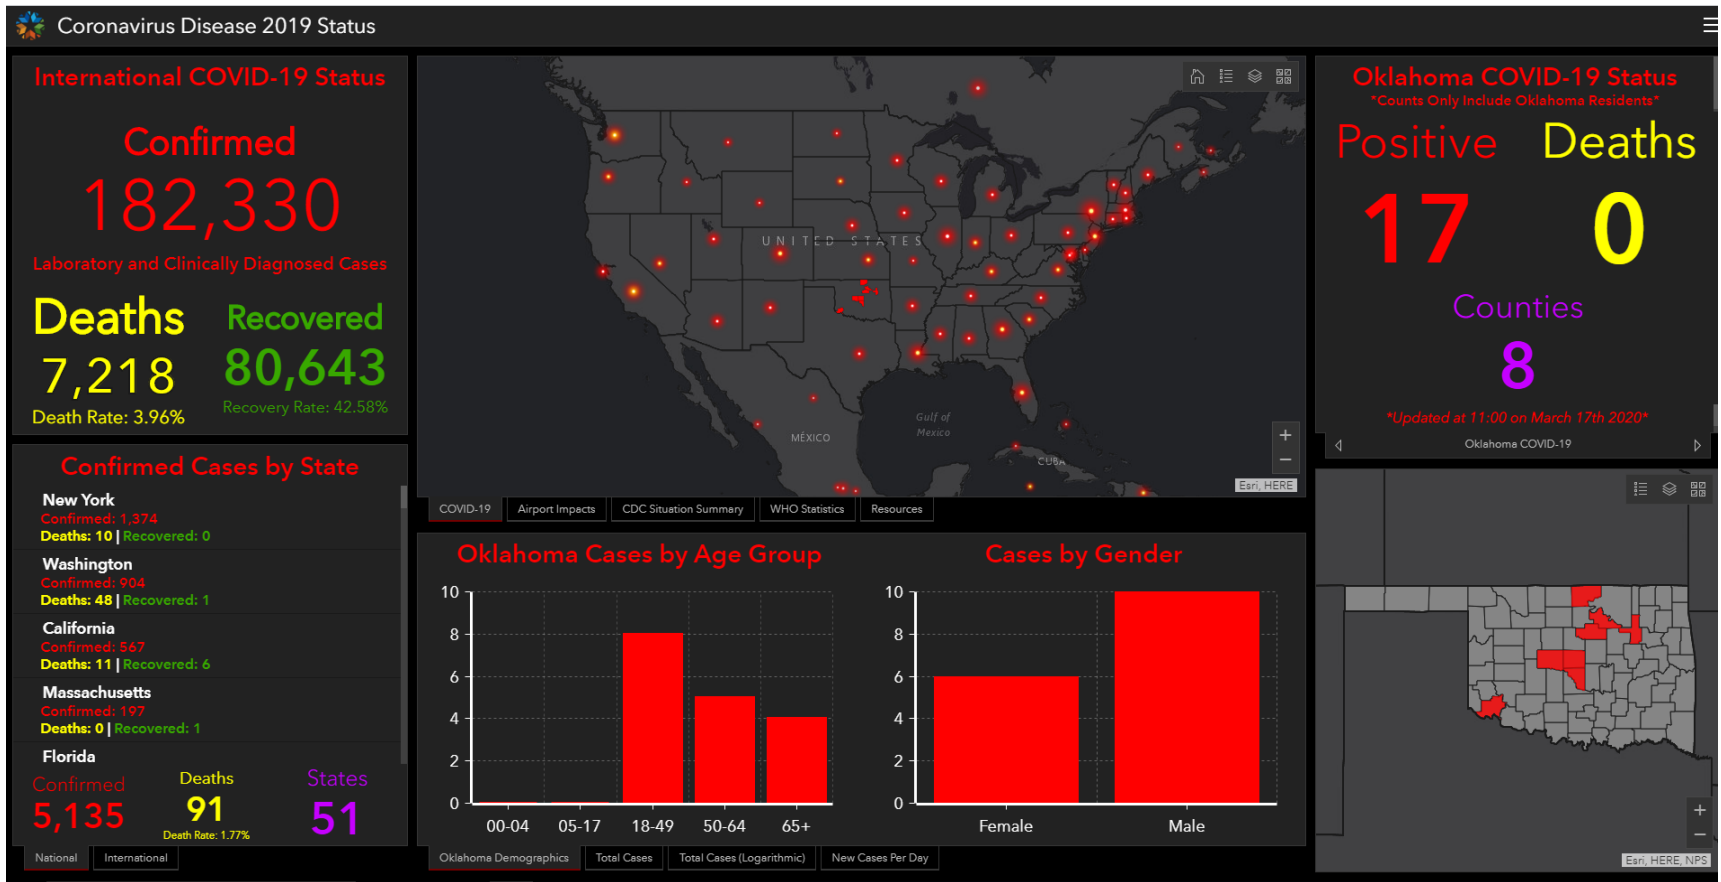 Coronavirus Disease 2019 Status
International COVID-19 Status
Confirmed
182,330
Laboratory and Clinically Diagnosed Cases
Deaths
7,218
Death Rate: 3.96%
Recovered
80,643
Recovery Rate: 42.58%
Confirmed Cases by State
New York
Confirmed: 1,374
Deaths: 10 | Recovered: 0
Washington
Confirmed: 904
Deaths: 48 | Recovered: 1
California
Confirmed: 567
Deaths: 11 | Recovered: 6
Massachusetts
Confirmed: 197
Deaths: 0 | Recovered: 1
Florida
Confirmed
5,135
Deaths
91
Death Rate: 1.77%
States
51
National
International
UNITED STATES
MÉXICO
Gulf of
Mexico
CUBA
+
−
Esri, HERE
COVID-19
Airport Impacts
CDC Situation Summary
WHO Statistics
Resources
Oklahoma Cases by Age Group
10
8
6
4
2
0
00-04 05-17 18-49 50-64 65+
Cases by Gender
10
8
6
4
2
0
Female Male
Oklahoma Demographics
Total Cases
Total Cases (Logarithmic)
New Cases Per Day
Oklahoma COVID-19 Status
*Counts Only Include Oklahoma Residents*
Positive
17
Deaths
0
Counties
8
*Updated at 11:00 on March 17th 2020*
Oklahoma COVID-19
+
−
Esri, HERE, NPS